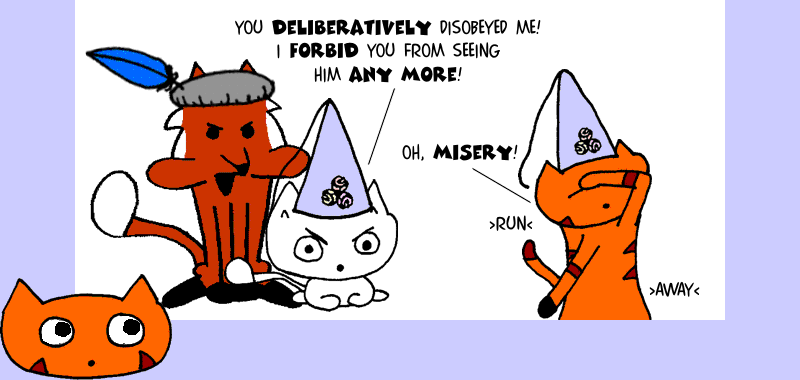 YOU DELIBERATIVELY DISOBEYED ME!
I FORBID YOU FROM SEEING
HIM ANY MORE!
OH, MISERY!
>RUN<
>AWAY<